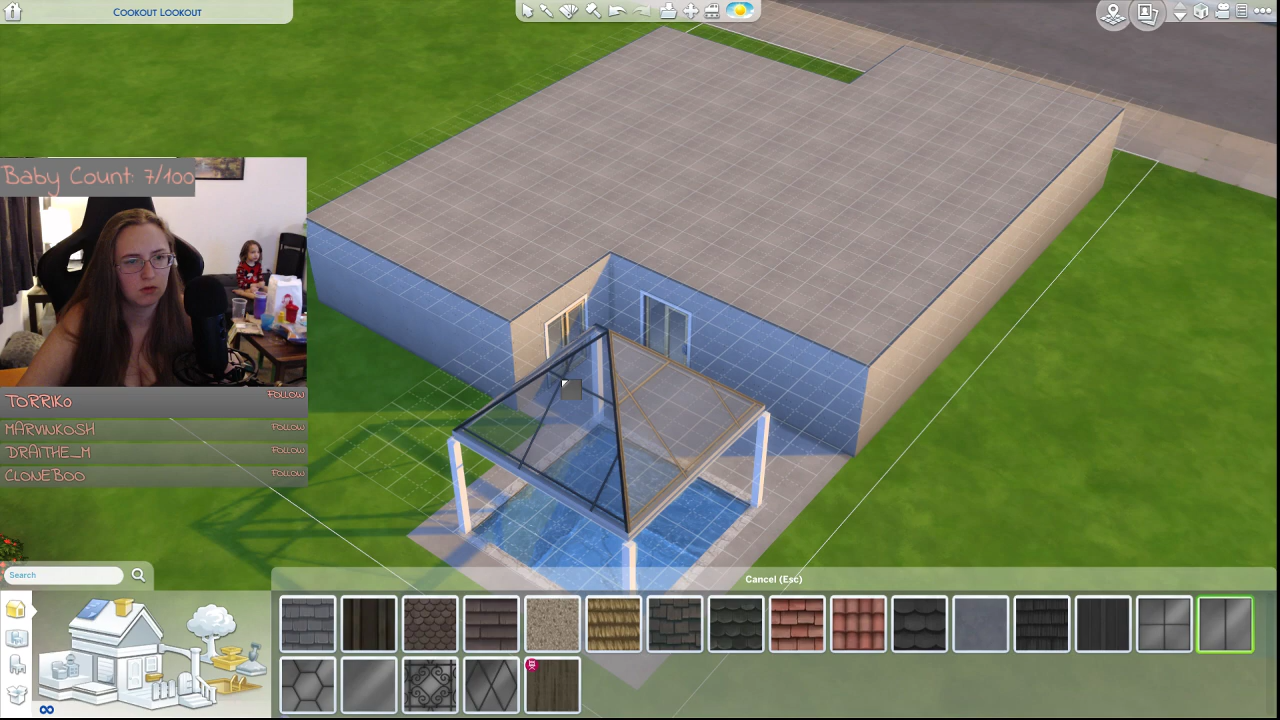 Cookout Lookout
Baby Count: 7/100
TORRIKO FOLLOW
MARVINKOSH FOLLOW
DRAITHE_M FOLLOW
CLONEBOO FOLLOW
Search
Cancel (Esc)